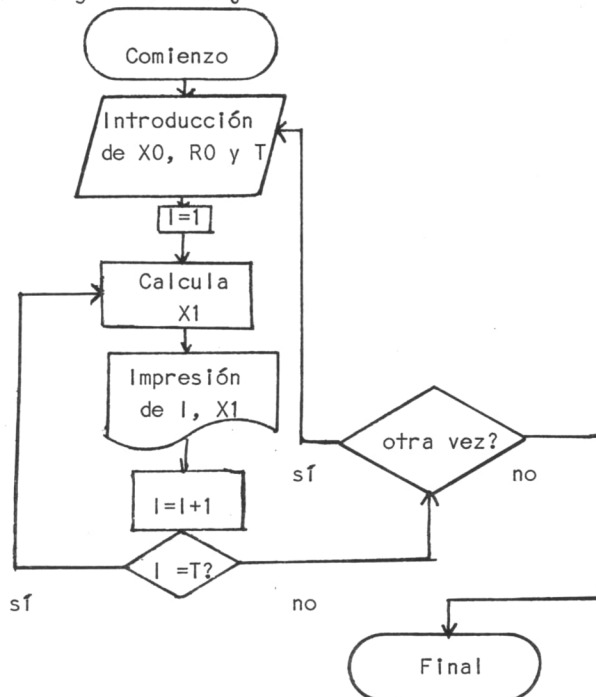 Comienzo
Introducción
de X0, R0 y T
I=1
Calcula
X1
Impresión
de I, X1
I=I+1
I =T?
sí
no
otra vez?
sí
no
Final